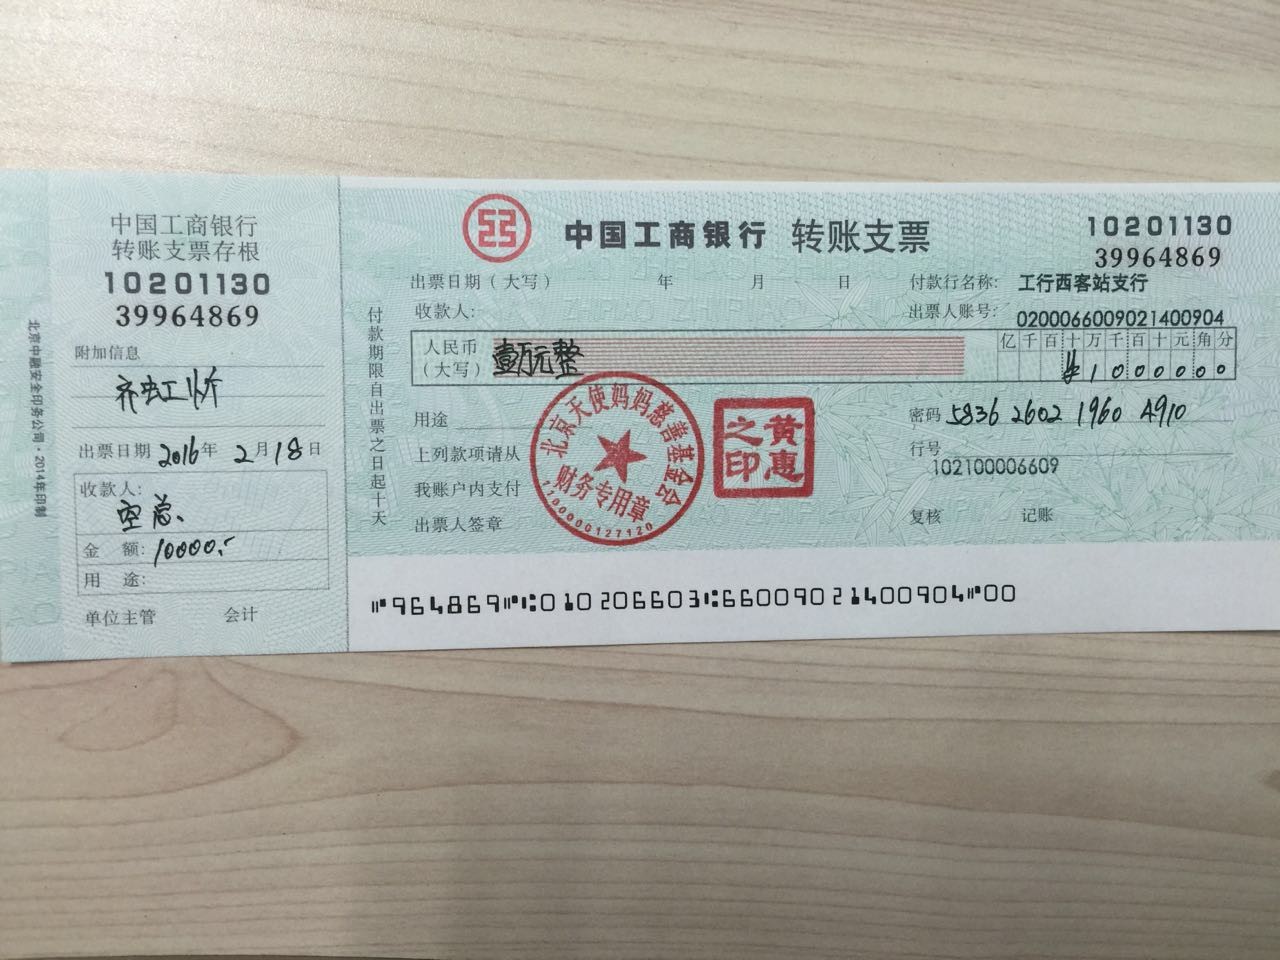 中国工商银行
转账支票存根
10201130
39964869
附加信息
出票日期 2016年 2月18日
收款人:
空总
金 额: 10000.-
用 途:
单位主管 会计
北京中融安全印务公司·2014年印制
中国工商银行 转账支票
10201130
39964869
出票日期(大写) 年 月 日
付款行名称: 工行西客站支行
收款人:
出票人账号: 0200066009021400904
付款期限自出票之日起十天
人民币
(大写) 壹万元整
亿千百十万千百十元角分
¥1000000
用途
密码 5836 2602 1960 4910
上列款项请从
行号
102100006609
我账户内支付
出票人签章
复核 记账
北京天使妈妈慈善基金会
财务专用章
1100000127120
黄惠
之印
964869 010206603 6600902140090400